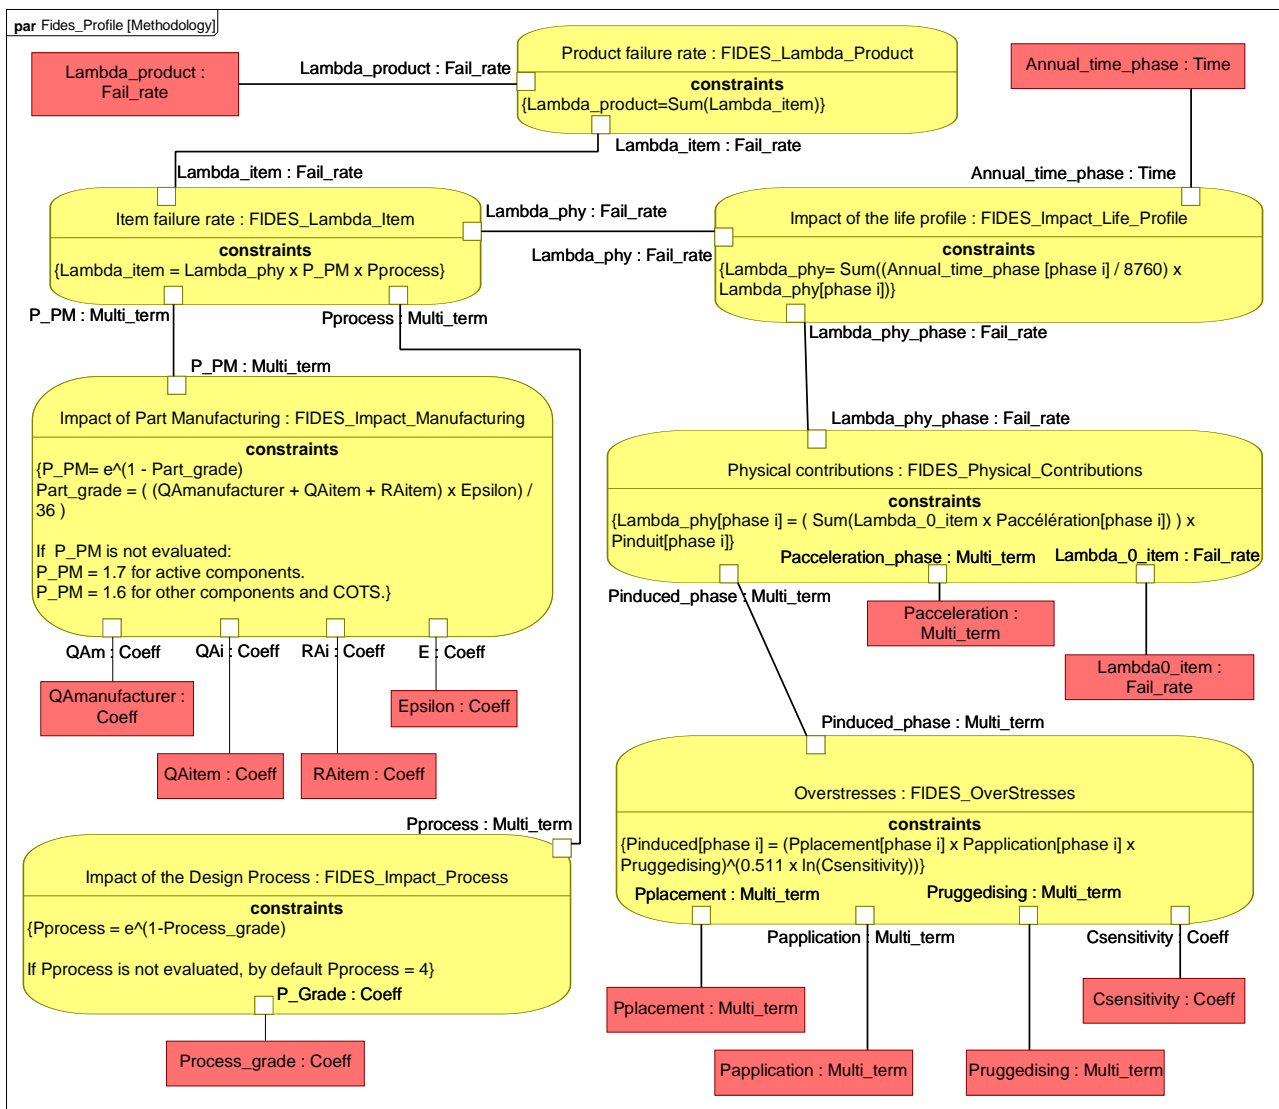 par Fides_Profile [Methodology]
Lambda_product :
Fail_rate
Lambda_product : Fail_rate
Product failure rate : FIDES_Lambda_Product
constraints
{Lambda_product=Sum(Lambda_item)}
Lambda_item : Fail_rate
Annual_time_phase : Time
Annual_time_phase : Time
Lambda_item : Fail_rate
Item failure rate : FIDES_Lambda_Item
constraints
{Lambda_item = Lambda_phy x P_PM x Pprocess}
P_PM : Multi_term
Pprocess : Multi_term
Lambda_phy : Fail_rate
Lambda_phy : Fail_rate
Impact of the life profile : FIDES_Impact_Life_Profile
constraints
{Lambda_phy= Sum((Annual_time_phase [phase i] / 8760) x
Lambda_phy[phase i])}
Lambda_phy_phase : Fail_rate
P_PM : Multi_term
Impact of Part Manufacturing : FIDES_Impact_Manufacturing
constraints
{P_PM= e^(1 - Part_grade)
Part_grade = ( (QAmanufacturer + QAitem + RAitem) x Epsilon) /
36 )
If  P_PM is not evaluated:
P_PM = 1.7 for active components.
P_PM = 1.6 for other components and COTS.}
QAm : Coeff
QAi : Coeff
RAi : Coeff
E : Coeff
QAmanufacturer :
Coeff
Epsilon : Coeff
QAitem : Coeff
RAitem : Coeff
Lambda_phy_phase : Fail_rate
Physical contributions : FIDES_Physical_Contributions
constraints
{Lambda_phy[phase i] = ( Sum(Lambda_0_item x Paccélération[phase i]) ) x
Pinduit[phase i]}
Pacceleration_phase : Multi_term
Lambda_0_item : Fail_rate
Pinduced_phase : Multi_term
Pacceleration :
Multi_term
Lambda0_item :
Fail_rate
Pinduced_phase : Multi_term
Overstresses : FIDES_OverStresses
constraints
{Pinduced[phase i] = (Pplacement[phase i] x Papplication[phase i] x
Pruggedising)^(0.511 x ln(Csensitivity))}
Pplacement : Multi_term
Pruggedising : Multi_term
Papplication : Multi_term
Csensitivity : Coeff
Pplacement : Multi_term
Csensitivity : Coeff
Papplication : Multi_term
Pruggedising : Multi_term
Pprocess : Multi_term
Impact of the Design Process : FIDES_Impact_Process
constraints
{Pprocess = e^(1-Process_grade)
If Pprocess is not evaluated, by default Pprocess = 4}
P_Grade : Coeff
Process_grade : Coeff